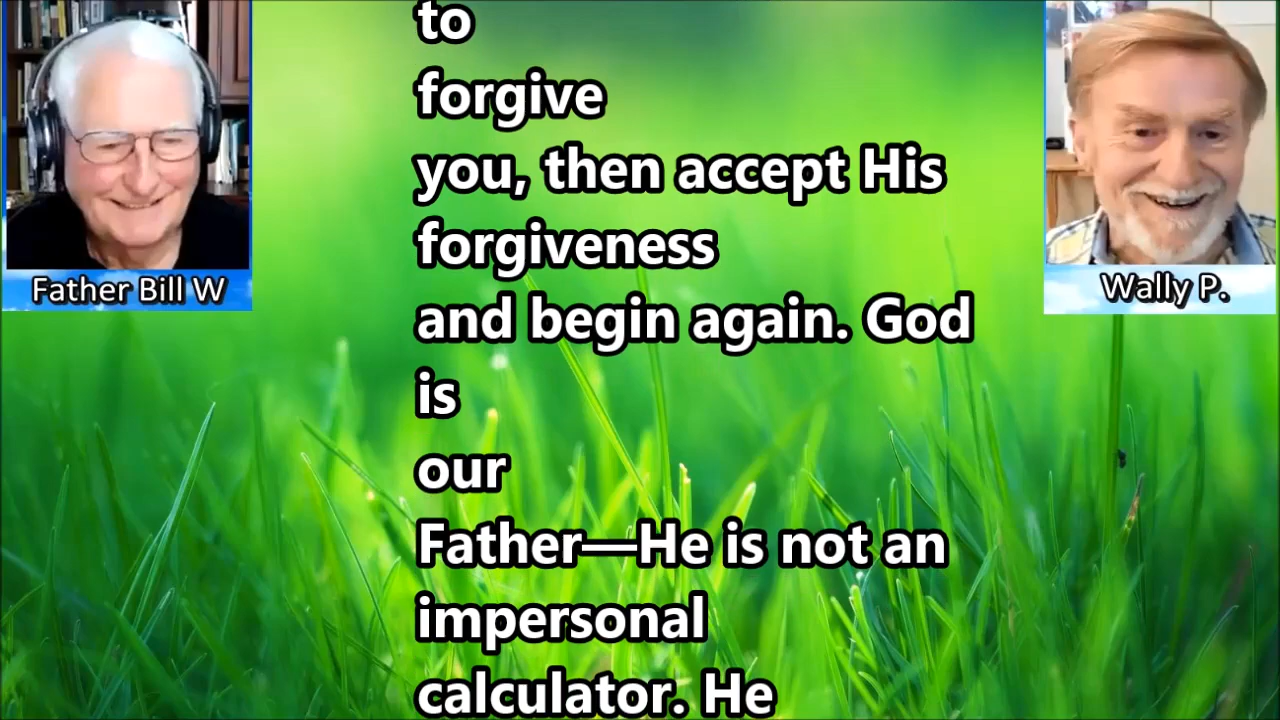 to
forgive
you, then accept His
forgiveness
and begin again. God
is
our
Father—He is not an
impersonal
calculator. He
Father Bill W
Wally P.